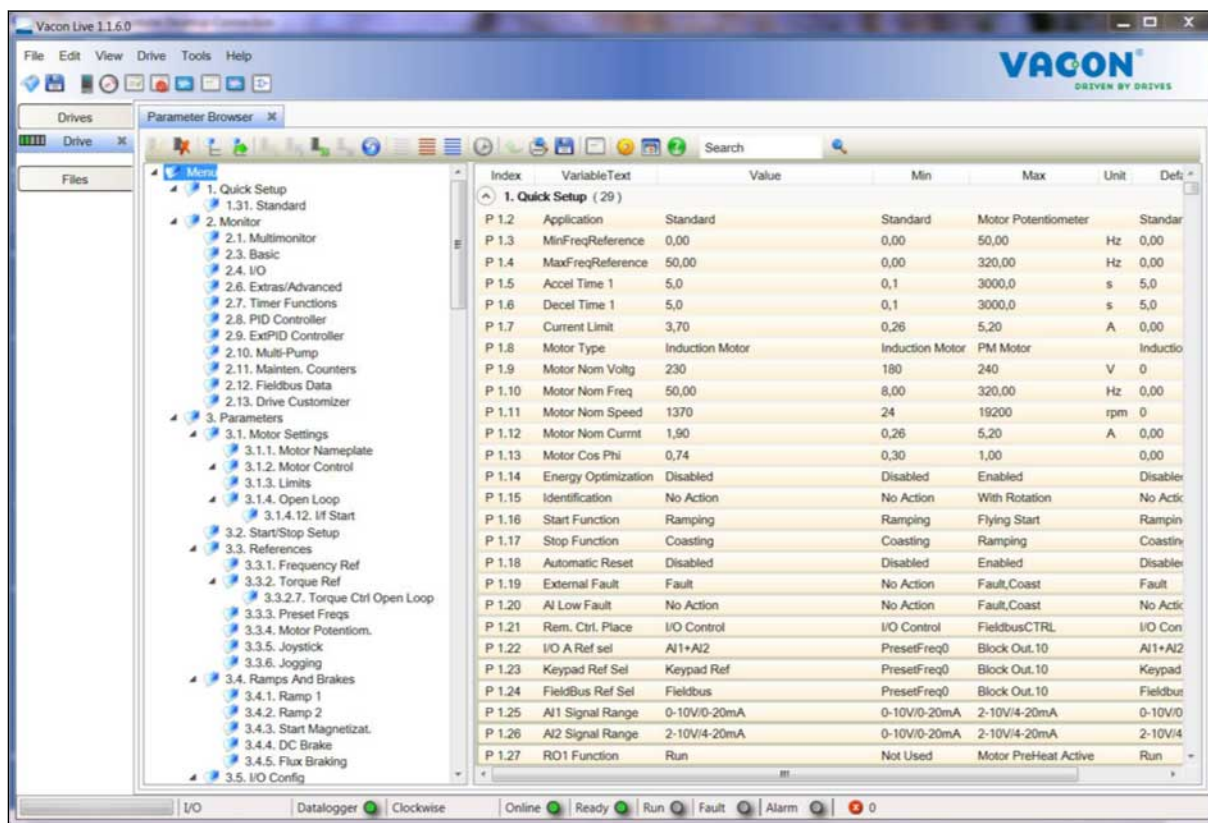 Vacon Live 1.1.6.0
File Edit View Drive Tools Help
VACON®
DRIVEN BY DRIVES
Drives
Drive
Files
Parameter Browser
Search
Menu
1. Quick Setup
1.31. Standard
2. Monitor
2.1. Multimonitor
2.3. Basic
2.4. I/O
2.6. Extras/Advanced
2.7. Timer Functions
2.8. PID Controller
2.9. ExtPID Controller
2.10. Multi-Pump
2.11. Mainten. Counters
2.12. Fieldbus Data
2.13. Drive Customizer
3. Parameters
3.1. Motor Settings
3.1.1. Motor Nameplate
3.1.2. Motor Control
3.1.3. Limits
3.1.4. Open Loop
3.1.4.12. I/f Start
3.2. Start/Stop Setup
3.3. References
3.3.1. Frequency Ref
3.3.2. Torque Ref
3.3.2.7. Torque Ctrl Open Loop
3.3.3. Preset Freqs
3.3.4. Motor Potentiom.
3.3.5. Joystick
3.3.6. Jogging
3.4. Ramps And Brakes
3.4.1. Ramp 1
3.4.2. Ramp 2
3.4.3. Start Magnetizat.
3.4.4. DC Brake
3.4.5. Flux Braking
3.5. I/O Config
Index VariableText Value Min Max Unit Defa
1. Quick Setup (29)
P 1.2 Application Standard Standard Motor Potentiometer Standar
P 1.3 MinFreqReference 0,00 0,00 50,00 Hz 0,00
P 1.4 MaxFreqReference 50,00 0,00 320,00 Hz 0,00
P 1.5 Accel Time 1 5,0 0,1 3000,0 s 5,0
P 1.6 Decel Time 1 5,0 0,1 3000,0 s 5,0
P 1.7 Current Limit 3,70 0,26 5,20 A 0,00
P 1.8 Motor Type Induction Motor Induction Motor PM Motor Inductio
P 1.9 Motor Nom Voltg 230 180 240 V 0
P 1.10 Motor Nom Freq 50,00 8,00 320,00 Hz 0,00
P 1.11 Motor Nom Speed 1370 24 19200 rpm 0
P 1.12 Motor Nom Currnt 1,90 0,26 5,20 A 0,00
P 1.13 Motor Cos Phi 0,74 0,30 1,00 0,00
P 1.14 Energy Optimization Disabled Disabled Enabled Disable
P 1.15 Identification No Action No Action With Rotation No Actic
P 1.16 Start Function Ramping Ramping Flying Start Rampin
P 1.17 Stop Function Coasting Coasting Ramping Coastin
P 1.18 Automatic Reset Disabled Disabled Enabled Disable
P 1.19 External Fault Fault No Action Fault,Coast Fault
P 1.20 AI Low Fault No Action No Action Fault,Coast No Actic
P 1.21 Rem. Ctrl. Place I/O Control I/O Control FieldbusCTRL I/O Con
P 1.22 I/O A Ref sel AI1+AI2 PresetFreq0 Block Out.10 AI1+AI2
P 1.23 Keypad Ref Sel Keypad Ref PresetFreq0 Block Out.10 Keypad
P 1.24 FieldBus Ref Sel Fieldbus PresetFreq0 Block Out.10 Fieldbus
P 1.25 AI1 Signal Range 0-10V/0-20mA 0-10V/0-20mA 2-10V/4-20mA 0-10V/0
P 1.26 AI2 Signal Range 2-10V/4-20mA 0-10V/0-20mA 2-10V/4-20mA 2-10V/4
P 1.27 RO1 Function Run Not Used Motor PreHeat Active Run
I/O Datalogger Clockwise Online Ready Run Fault Alarm 0